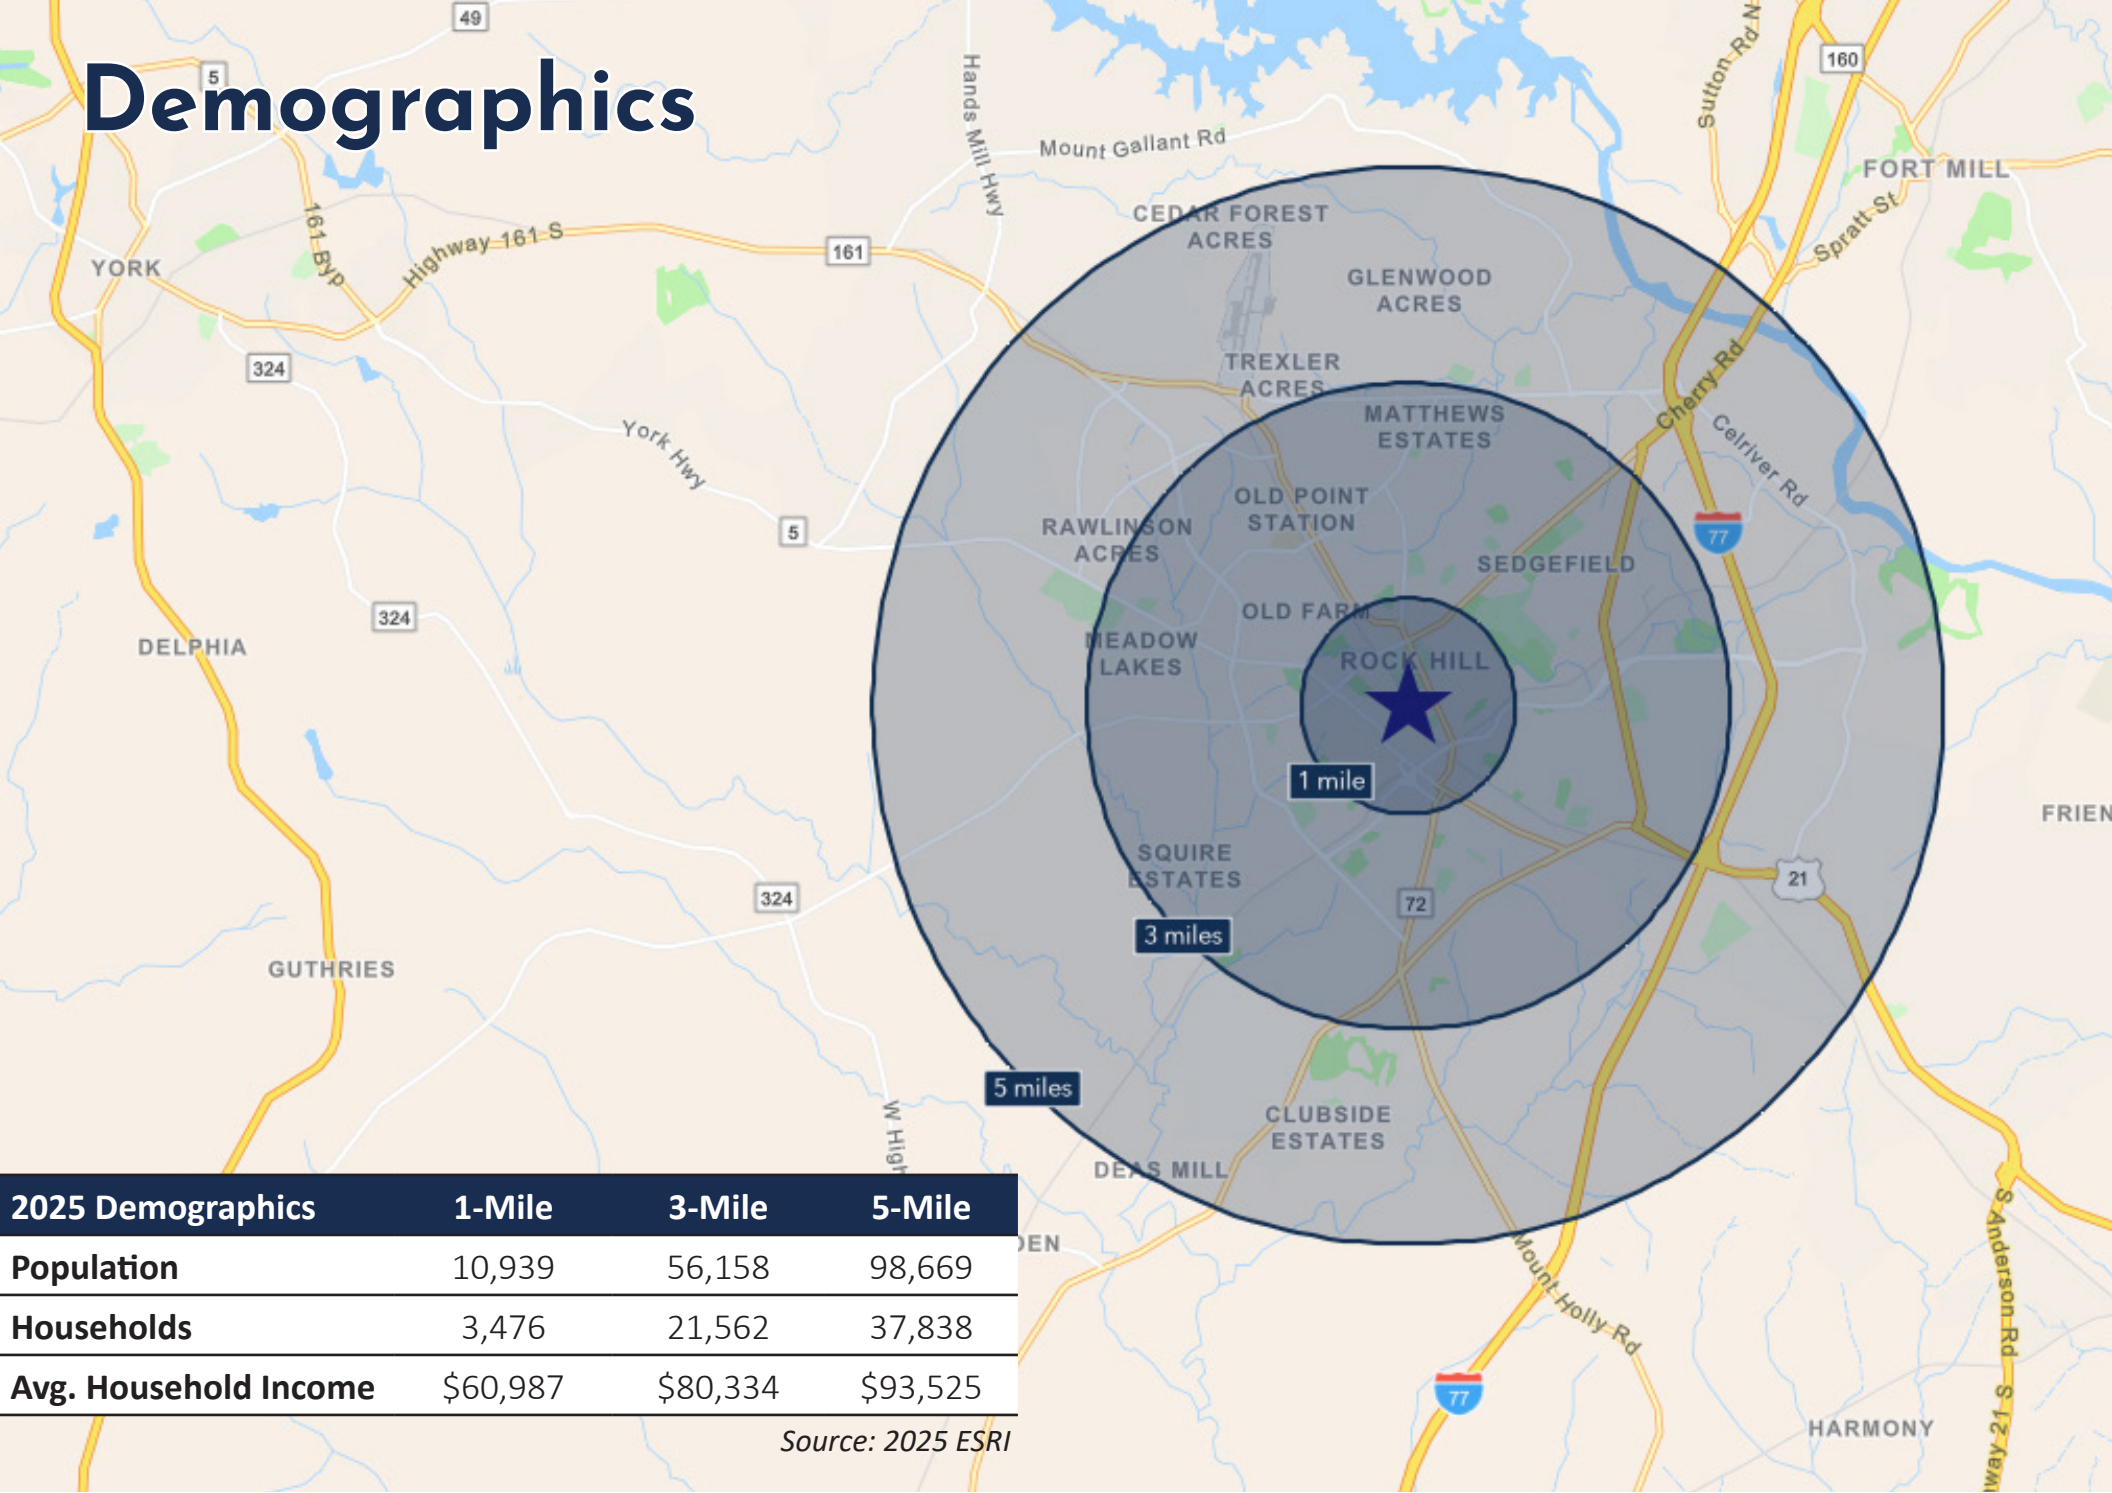 49
5
Demographics
160
Sutton Rd N
Hands Mill Hwy
Mount Gallant Rd
FORT MILL
Spratt St
161 Byp
Highway 161 S
161
YORK
CEDAR FOREST
ACRES
GLENWOOD
ACRES
324
TREXLER
ACRES
Cherry Rd
MATTHEWS
ESTATES
York Hwy
Celriver Rd
OLD POINT
STATION
RAWLINSON
ACRES
5
77
SEDGEFIELD
324
OLD FARM
DELPHIA
MEADOW
LAKES
ROCK HILL
1 mile
FRIEN
SQUIRE
ESTATES
21
324
72
3 miles
GUTHRIES
5 miles
W High
CLUBSIDE
ESTATES
DEAS MILL
2025 Demographics 1-Mile 3-Mile 5-Mile
DEN
Population 10,939 56,158 98,669
Households 3,476 21,562 37,838
Avg. Household Income $60,987 $80,334 $93,525
Source: 2025 ESRI
Mount Holly Rd
S Anderson Rd
77
HARMONY
way 21 S